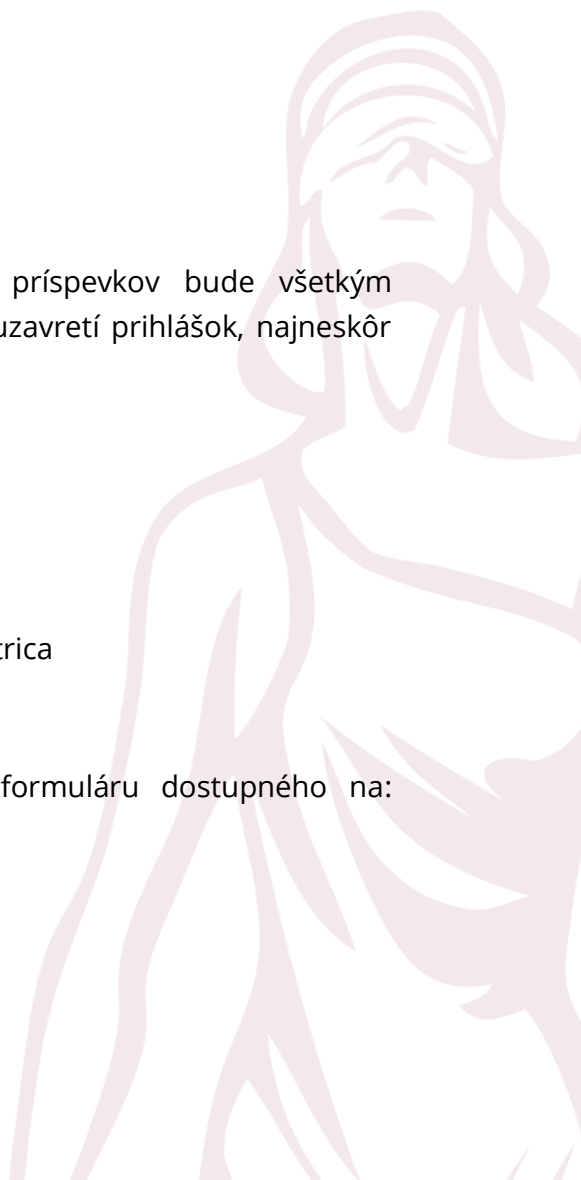 príspevkov bude všetkým
uzavretí prihlášok, najneskôr
trica
formuláru dostupného na: